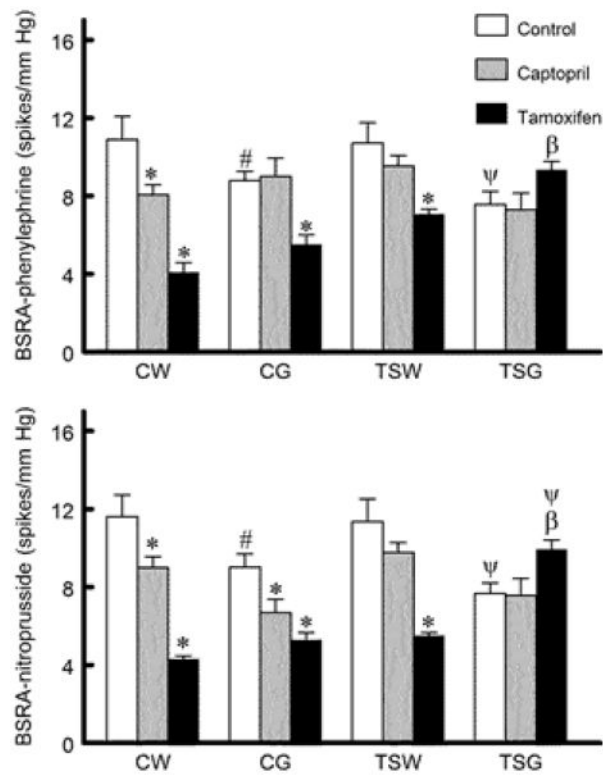 BSRA-phenylephrine (spikes/mm Hg)
16
12
8
4
0
Control
Captopril
Tamoxifen
*
*
#
*
*
ψ
β
CW CG TSW TSG
BSRA-nitroprusside (spikes/mm Hg)
16
12
8
4
0
*
*
#
*
*
*
ψ
ψ
β
CW CG TSW TSG